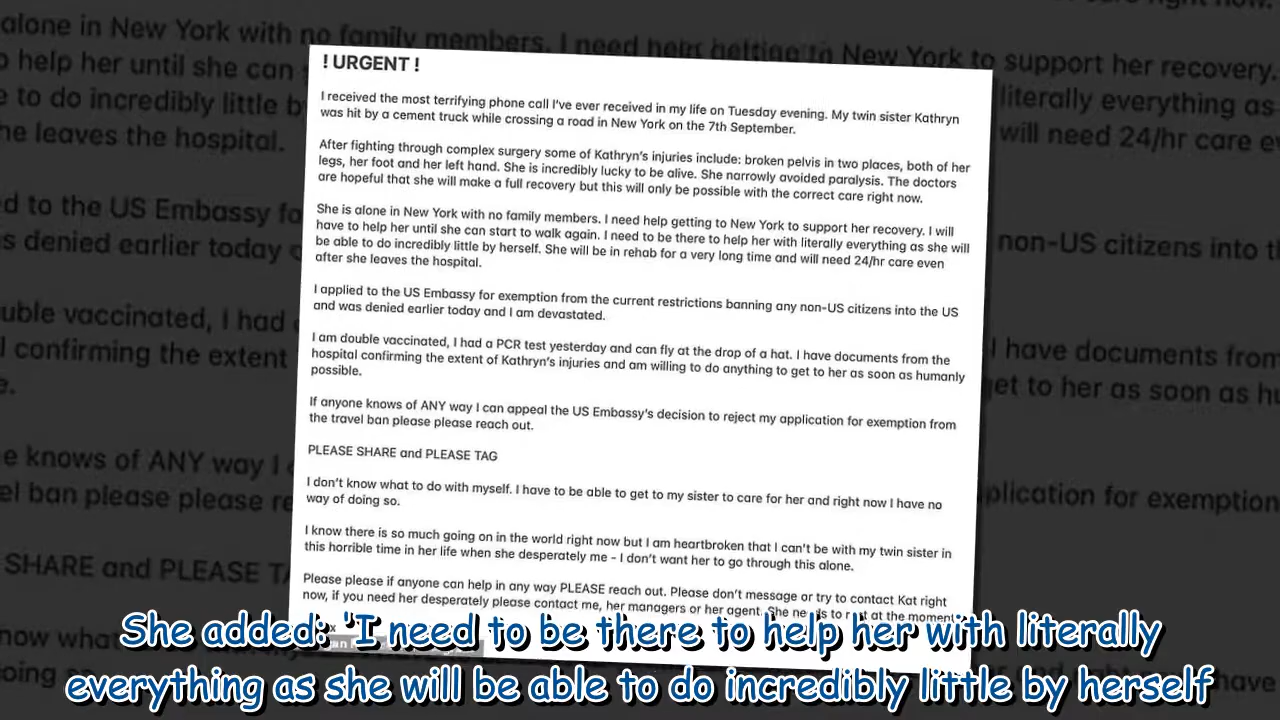 ! URGENT !
I received the most terrifying phone call I've ever received in my life on Tuesday evening. My twin sister Kathryn
was hit by a cement truck while crossing a road in New York on the 7th September.
After fighting through complex surgery some of Kathryn's injuries include: broken pelvis in two places, both of her
legs, her foot and her left hand. She is incredibly lucky to be alive. She narrowly avoided paralysis. The doctors
are hopeful that she will make a full recovery but this will only be possible with the correct care right now.
She is alone in New York with no family members. I need help getting to New York to support her recovery. I will
have to help her until she can start to walk again. I need to be there to help her with literally everything as she will
be able to do incredibly little by herself. She will be in rehab for a very long time and will need 24/hr care even
after she leaves the hospital.
I applied to the US Embassy for exemption from the current restrictions banning any non-US citizens into the US
and was denied earlier today and I am devastated.
I am double vaccinated, I had a PCR test yesterday and can fly at the drop of a hat. I have documents from the
hospital confirming the extent of Kathryn's injuries and am willing to do anything to get to her as soon as humanly
possible.
If anyone knows of ANY way I can appeal the US Embassy's decision to reject my application for exemption from
the travel ban please please reach out.
PLEASE SHARE and PLEASE TAG
I don't know what to do with myself. I have to be able to get to my sister to care for her and right now I have no
way of doing so.
I know there is so much going on in the world right now but I am heartbroken that I can't be with my twin sister in
this horrible time in her life when she desperately me - I don't want her to go through this alone.
Please please if anyone can help in any way PLEASE reach out. Please don't message or try to contact Kat right
now, if you need her desperately please contact me, her managers or her agent. She to at the moment
x
She added: 'I need to be there to help her with literally
everything as she will be able to do incredibly little by herself